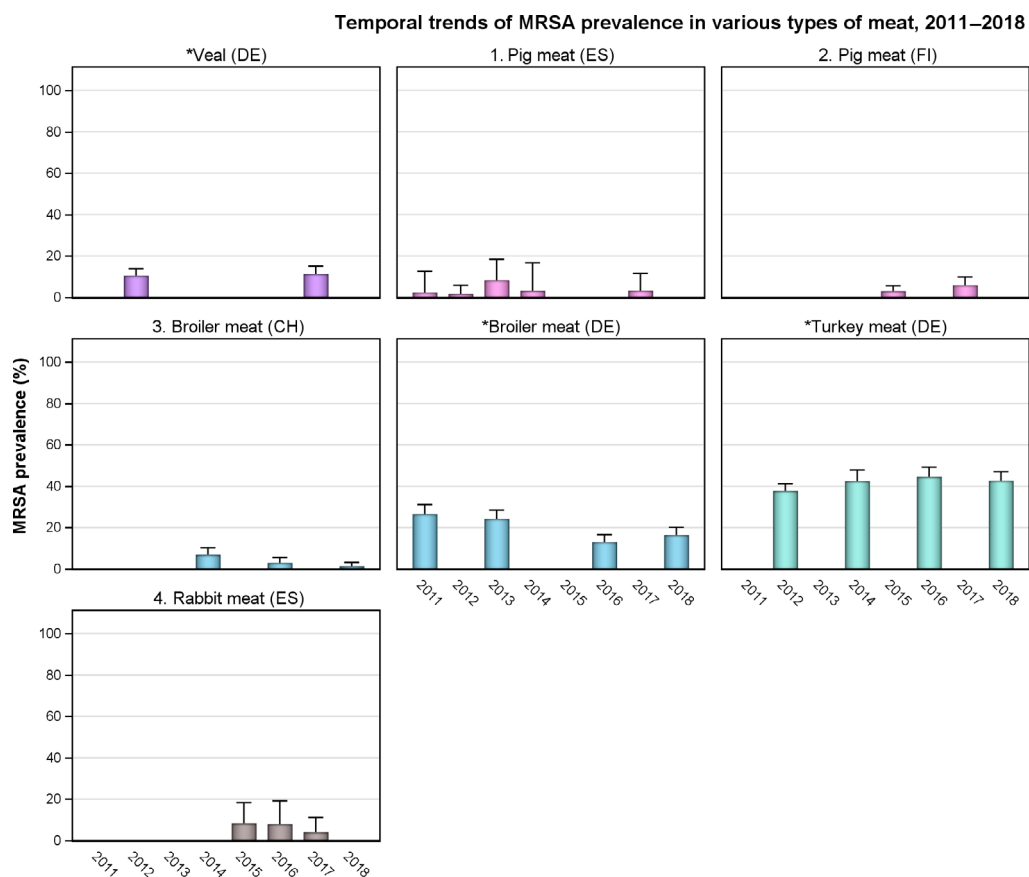 Temporal trends of MRSA prevalence in various types of meat, 2011–2018
*Veal (DE)
1. Pig meat (ES)
2. Pig meat (FI)
100
80
60
40
20
0
3. Broiler meat (CH)
*Broiler meat (DE)
*Turkey meat (DE)
MRSA prevalence (%)
100
80
60
40
20
0
2011 2012 2013 2014 2015 2016 2017 2018
2011 2012 2013 2014 2015 2016 2017 2018
4. Rabbit meat (ES)
100
80
60
40
20
0
2011 2012 2013 2014 2015 2016 2017 2018